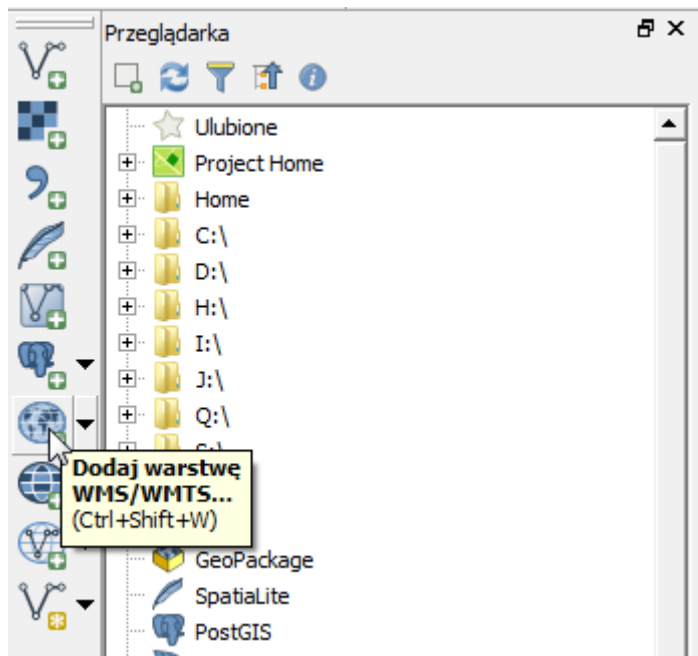 Przeglądarka
Ulubione
Project Home
Home
C:\
D:\
H:\
I:\
J:\
Q:\
Dodaj warstwę
WMS/WMTS...
(Ctrl+Shift+W)
GeoPackage
SpatiaLite
PostGIS